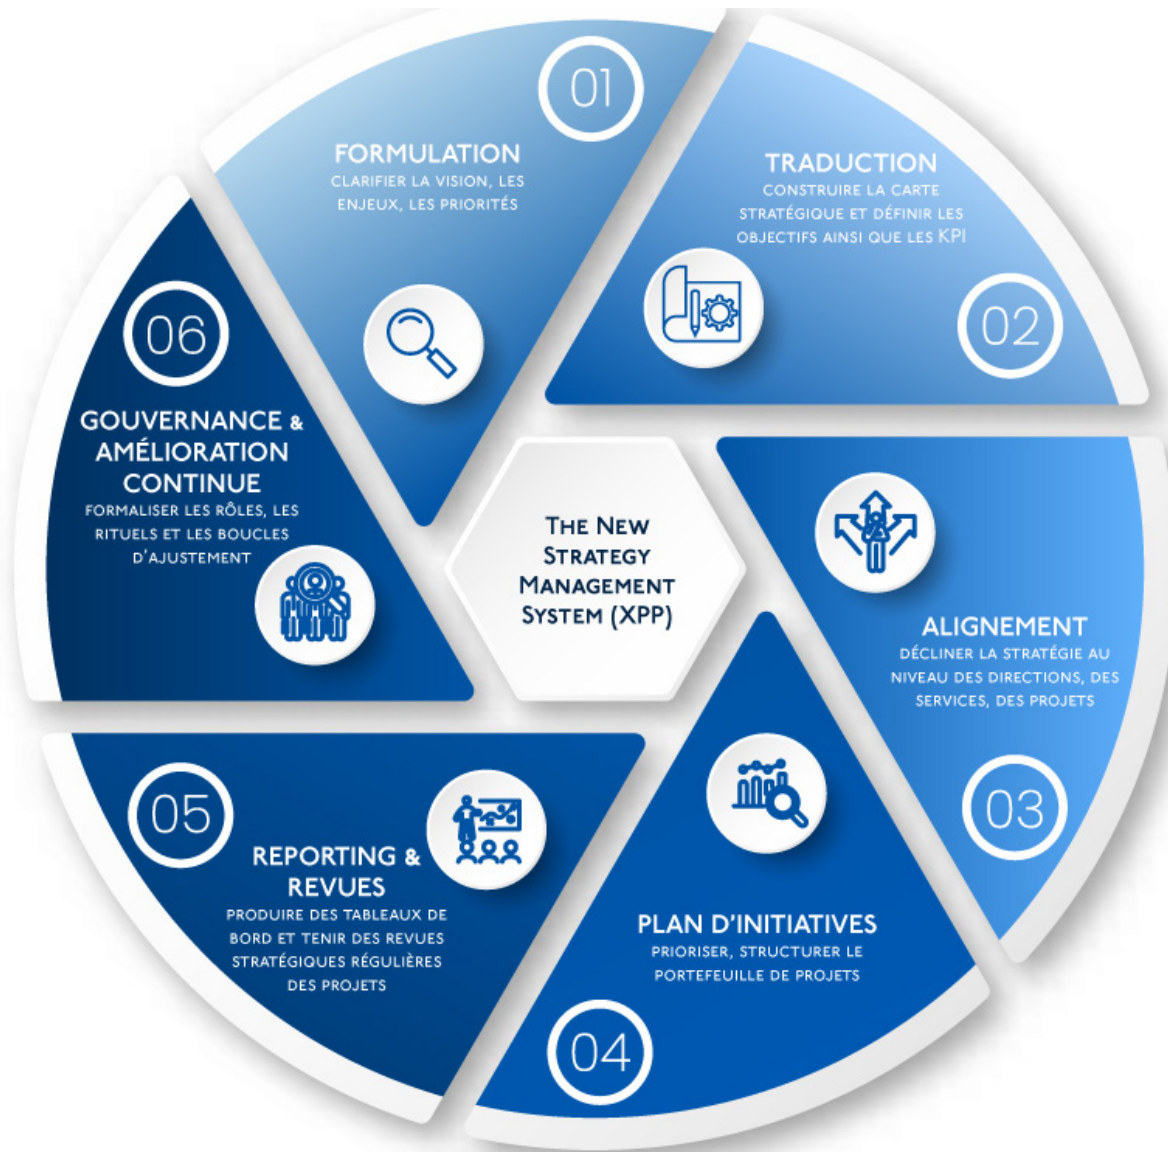 01
FORMULATION
CLARIFIER LA VISION, LES
ENJEUX, LES PRIORITÉS
TRADUCTION
CONSTRUIRE LA CARTE
STRATÉGIQUE ET DÉFINIR LES
OBJECTIFS AINSI QUE LES KPI
02
ALIGNEMENT
DÉCLINER LA STRATÉGIE AU
NIVEAU DES DIRECTIONS, DES
SERVICES, DES PROJETS
03
PLAN D'INITIATIVES
PRIORISER, STRUCTURER LE
PORTEFEUILLE DE PROJETS
04
05
REPORTING &
REVUES
PRODUIRE DES TABLEAUX DE
BORD ET TENIR DES REVUES
STRATÉGIQUES RÉGULIÈRES
DES PROJETS
06
GOUVERNANCE &
AMÉLIORATION
CONTINUE
FORMALISER LES RÔLES, LES
RITUELS ET LES BOUCLES
D'AJUSTEMENT
THE NEW
STRATEGY
MANAGEMENT
SYSTEM (XPP)